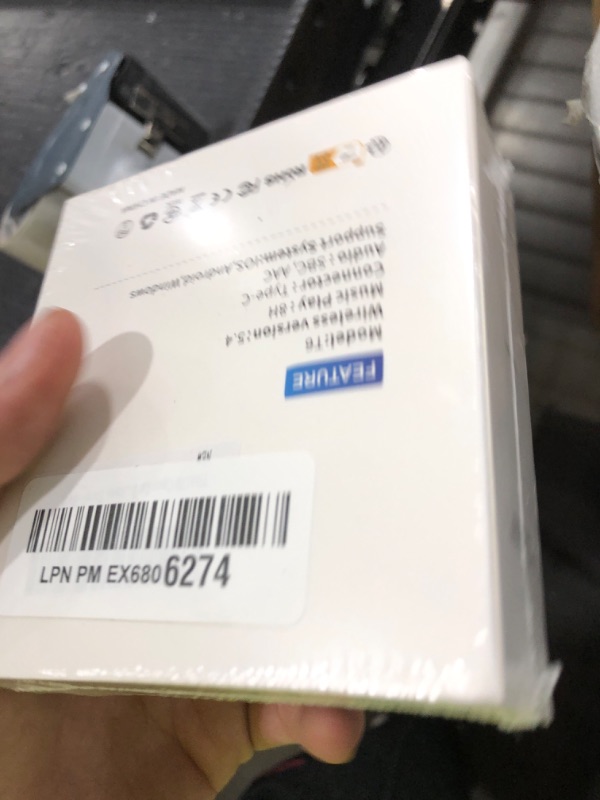 FEATURE
Model:T6
Wireless version:5.4
Music Play: 8H
Connector: Type-C
Audio: SBC, AAC
Support System:IOS,Android,Windows
LPN PM EX680 6274